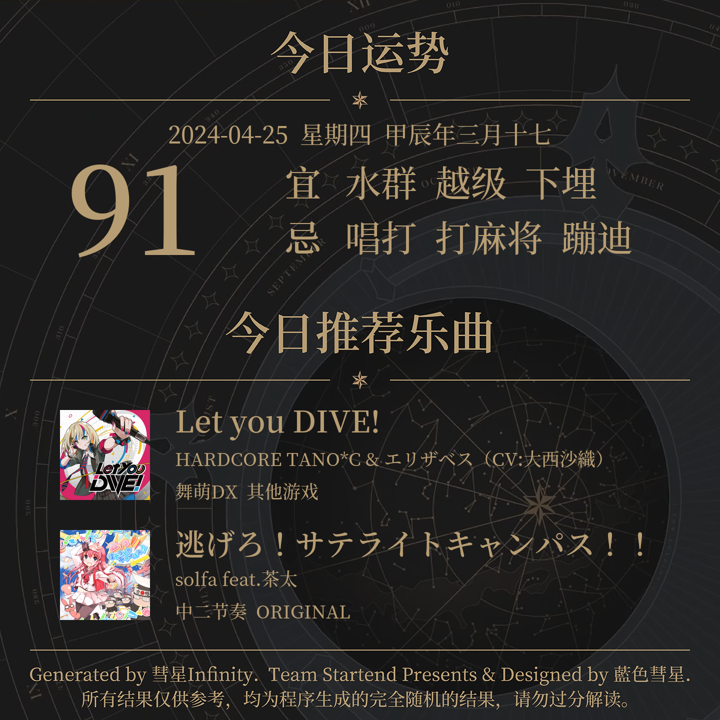 今日运势
2024-04-25 星期四 甲辰年三月十七
91
宜 水群 越级 下埋
忌 唱打 打麻将 蹦迪
SEPTEMBER
今日推荐乐曲
Let you DIVE!
HARDCORE TANO*C & エリザベス（CV:大西沙織）
舞萌DX 其他游戏
Let you DIVE!
逃げろ！サテライトキャンパス！！
solfa feat.茶太
中二节奏 ORIGINAL
Generated by 彗星Infinity. Team Startend Presents & Designed by 藍色彗星.
所有结果仅供参考，均为程序生成的完全随机的结果，请勿过分解读。